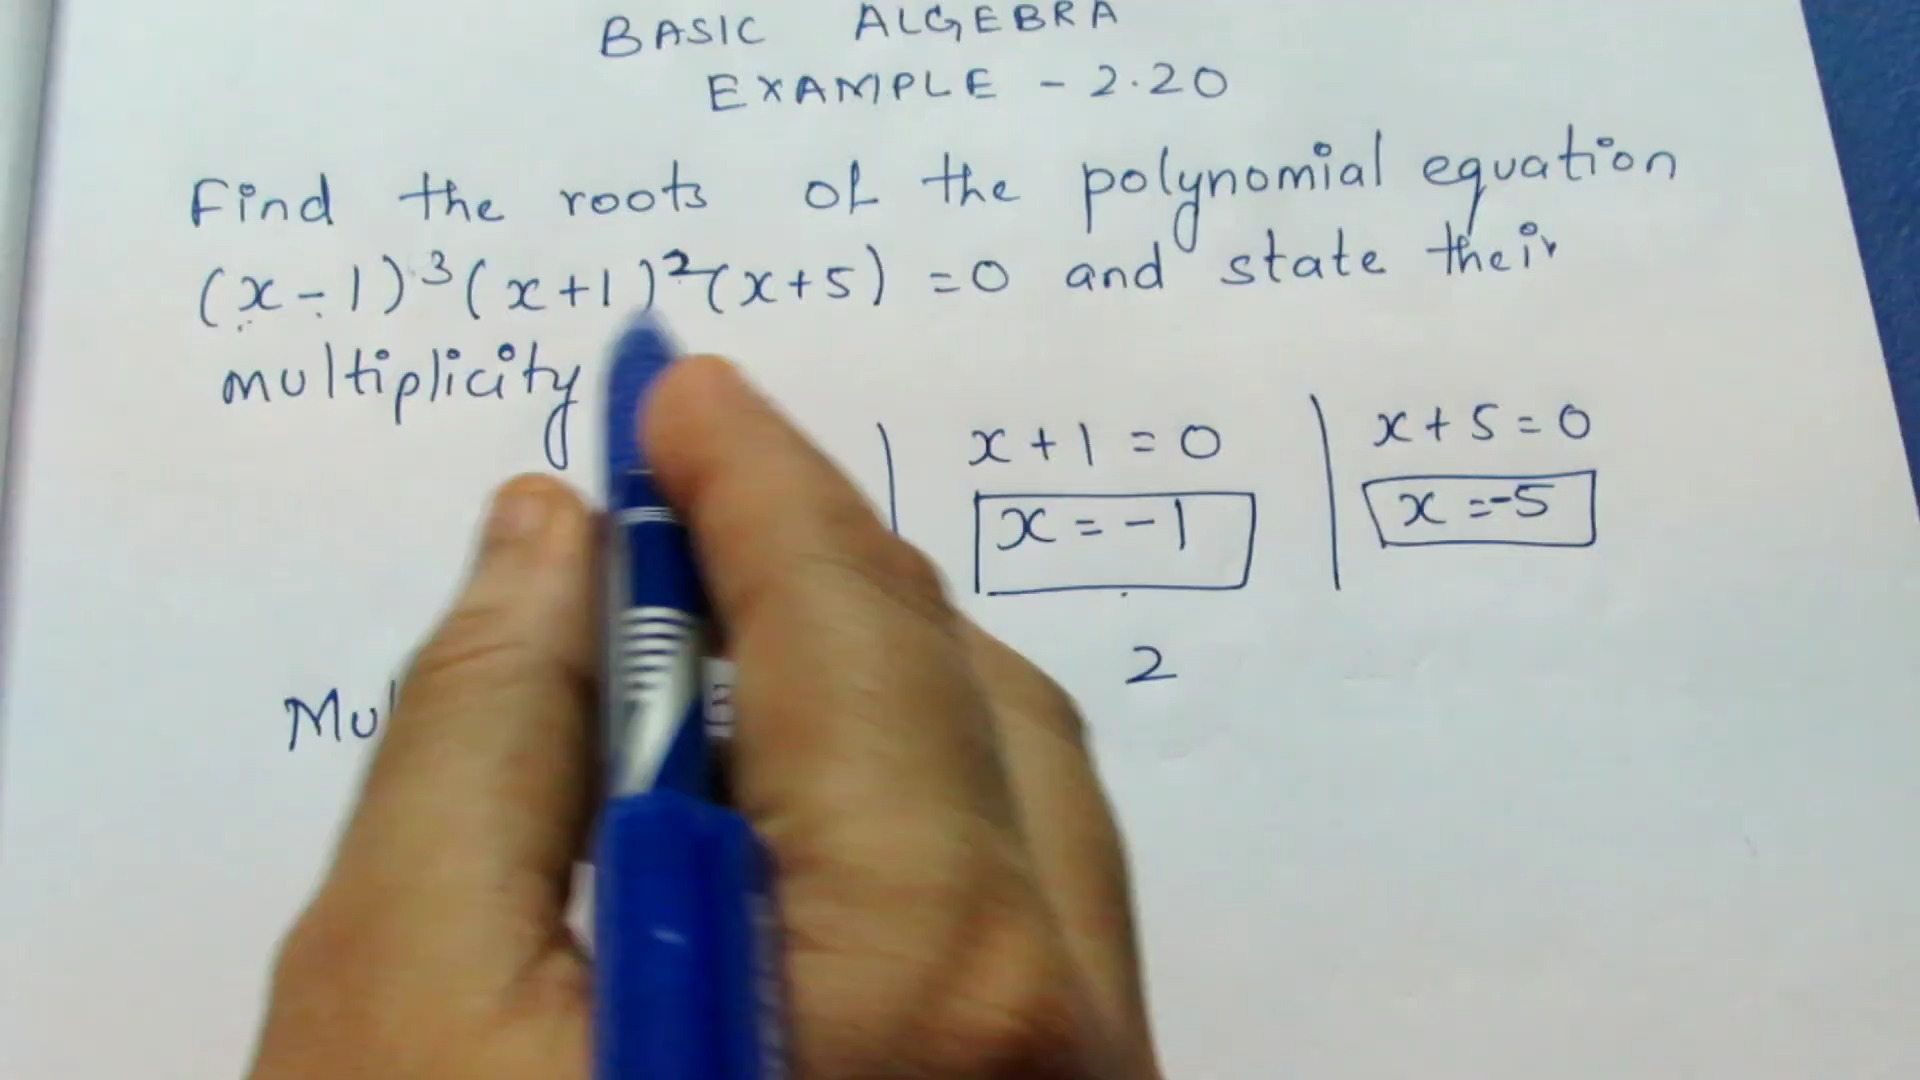 BASIC ALGEBRA
EXAMPLE - 2.20
Find the roots of the polynomial equation
(x-1)³(x+1)²(x+5) =0 and state their
multiplicity
x+1=0
x+5=0
x=-1
x=-5
2